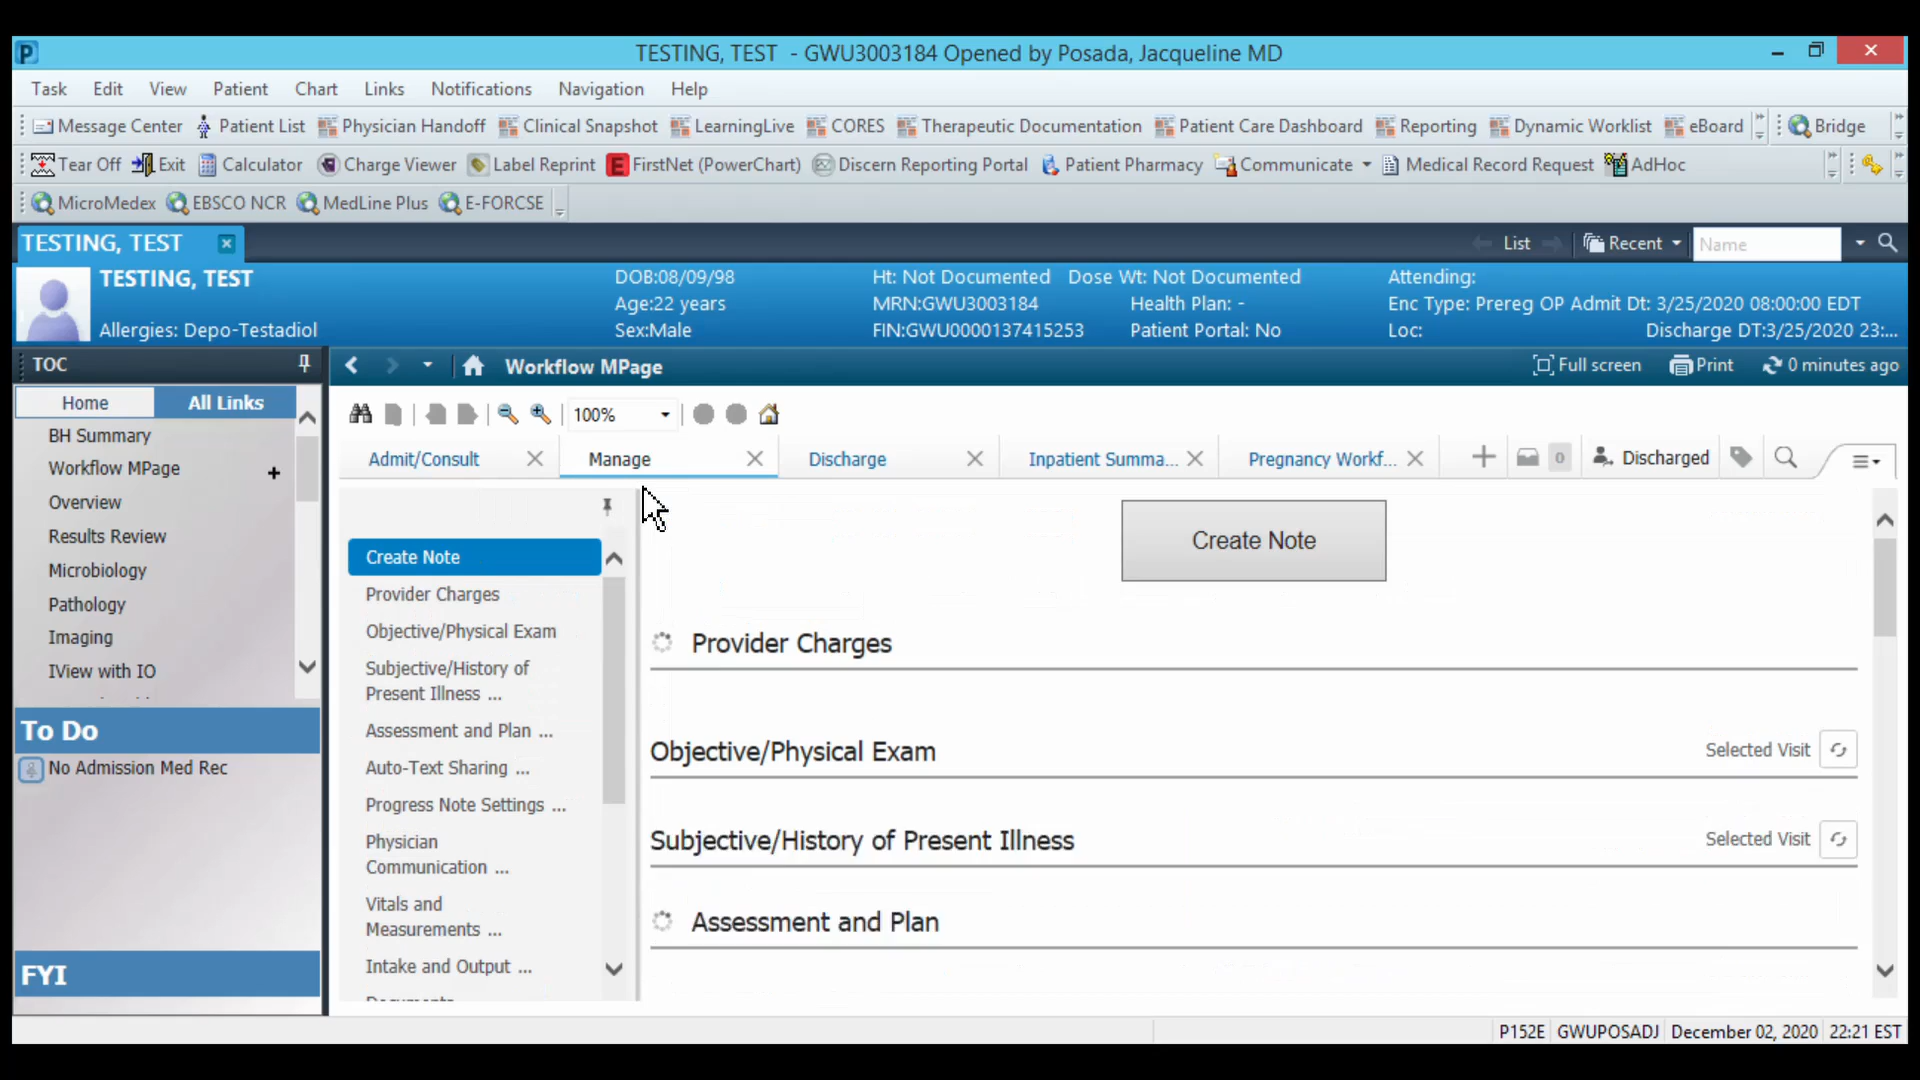 TESTING, TEST - GWU3003184 Opened by Posada, Jacqueline MD
Task Edit View Patient Chart Links Notifications Navigation Help
Message Center Patient List Physician Handoff Clinical Snapshot LearningLive CORES Therapeutic Documentation Patient Care Dashboard Reporting Dynamic Worklist eBoard Bridge
Tear Off Exit Calculator Charge Viewer Label Reprint FirstNet (PowerChart) Discern Reporting Portal Patient Pharmacy Communicate Medical Record Request AdHoc
MicroMedex EBSCO NCR MedLine Plus E-FORCSE
TESTING, TEST List Recent Name
TESTING, TEST DOB:08/09/98 Ht: Not Documented Dose Wt: Not Documented Attending:
Age:22 years MRN:GWU3003184 Health Plan: - Enc Type: Prereg OP Admit Dt: 3/25/2020 08:00:00 EDT
Allergies: Depo-Testadiol Sex:Male FIN:GWU0000137415253 Patient Portal: No Loc: Discharge DT:3/25/2020 23:...
TOC Workflow MPage Full screen Print 0 minutes ago
Home All Links
BH Summary
Workflow MPage
Overview
Results Review
Microbiology
Pathology
Imaging
IView with IO
To Do
No Admission Med Rec
FYI
100%
Admit/Consult Manage Discharge Inpatient Summa... Pregnancy Workf... 0 Discharged
Create Note
Provider Charges
Objective/Physical Exam
Subjective/History of
Present Illness ...
Assessment and Plan ...
Auto-Text Sharing ...
Progress Note Settings ...
Physician
Communication ...
Vitals and
Measurements ...
Intake and Output ...
Create Note
Provider Charges
Objective/Physical Exam Selected Visit
Subjective/History of Present Illness Selected Visit
Assessment and Plan
P152E GWUPOSADJ December 02, 2020 22:21 EST